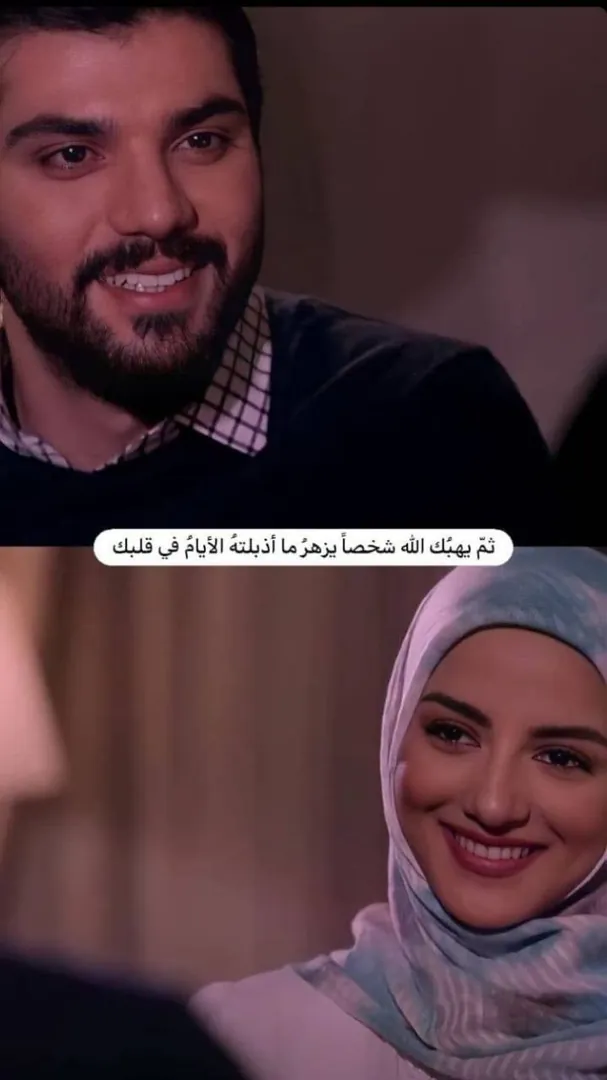 ثمّ يهبُك الله شخصاً يزهرُ ما أذبلتهُ الأيامُ في قلبك